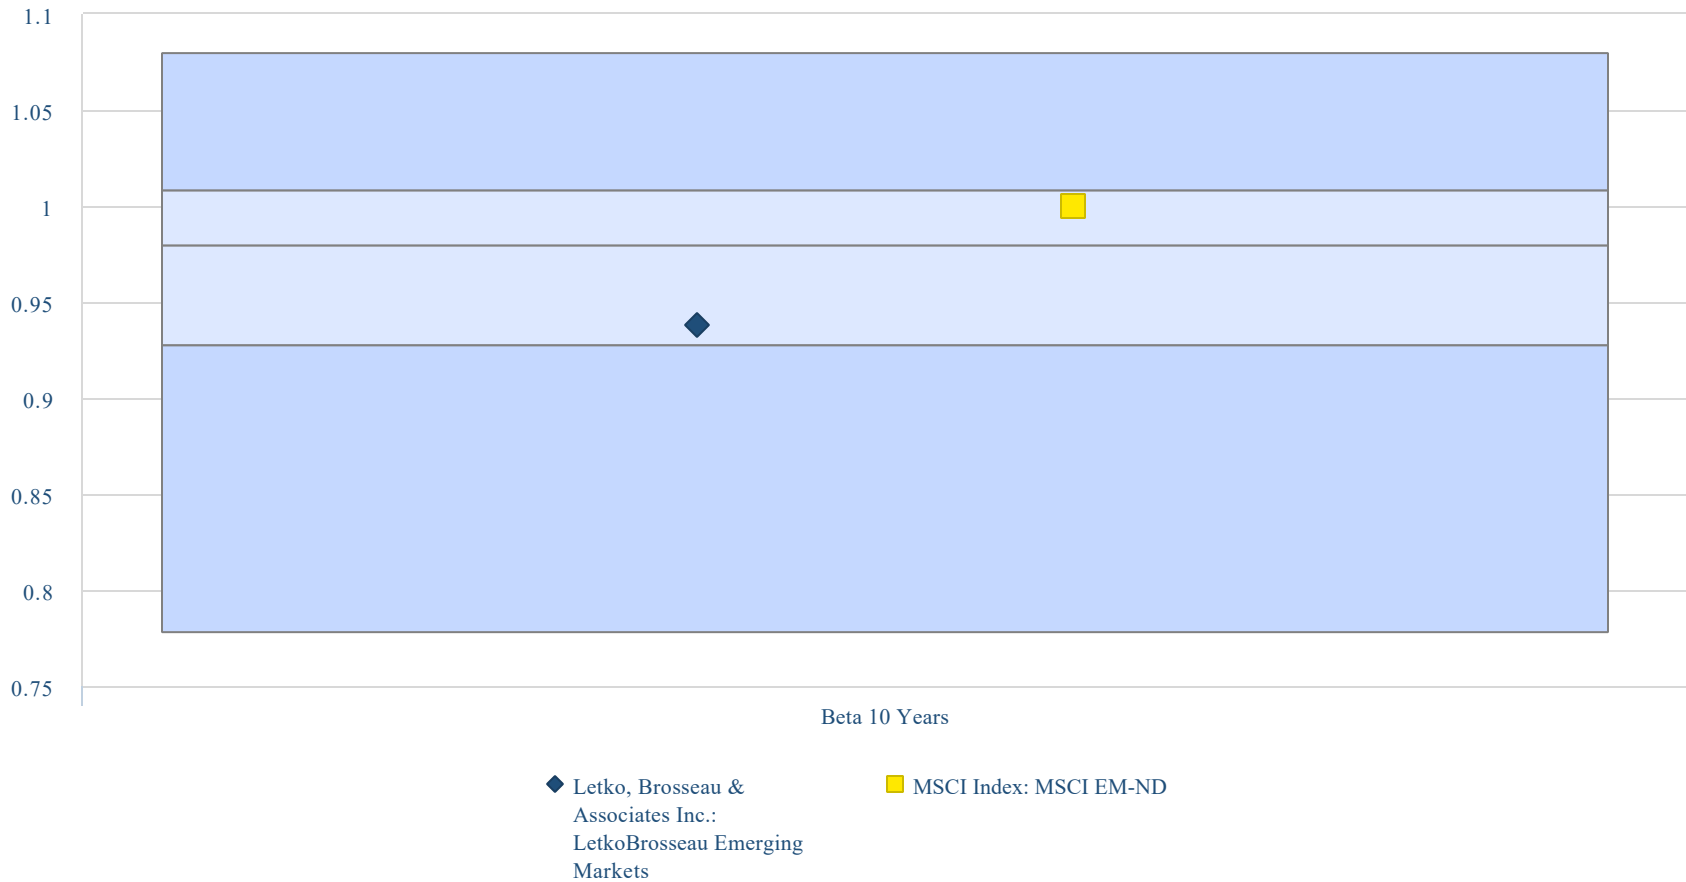 1.1
1.05
1
0.95
0.9
0.85
0.8
0.75
Beta 10 Years
Letko, Brosseau &
Associates Inc.:
LetkoBrosseau Emerging
Markets
MSCI Index: MSCI EM-ND